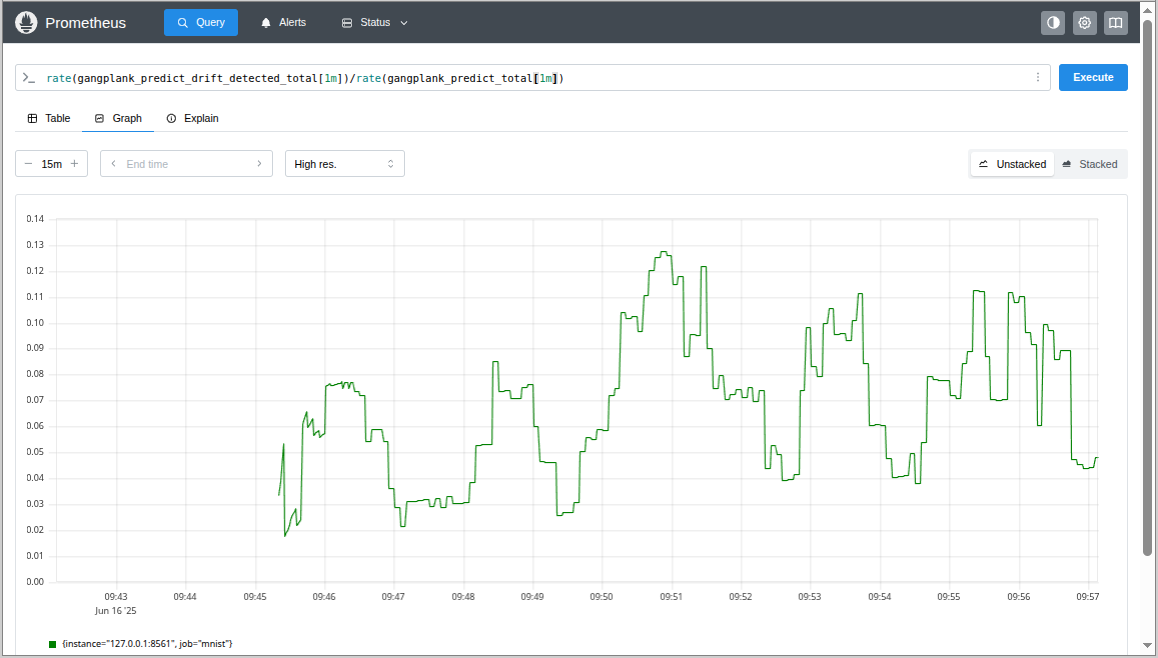 Prometheus Query Alerts Status
rate(gangplank_predict_drift_detected_total[1m])/rate(gangplank_predict_total[1m])
Execute
Table Graph Explain
15m End time High res. Unstacked Stacked
0.14
0.13
0.12
0.11
0.10
0.09
0.08
0.07
0.06
0.05
0.04
0.03
0.02
0.01
0.00
09:43 09:44 09:45 09:46 09:47 09:48 09:49 09:50 09:51 09:52 09:53 09:54 09:55 09:56 09:57
Jun 16 '25
{instance="127.0.0.1:8561", job="mnist"}